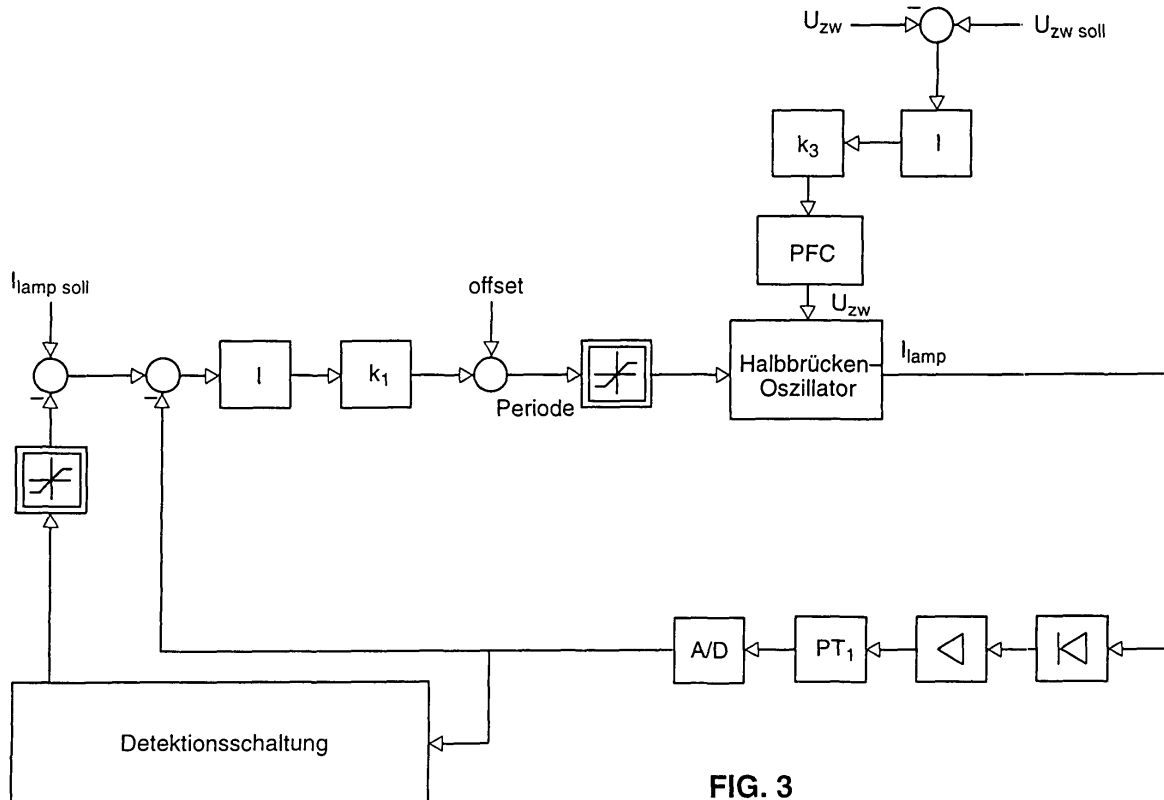 U_zw
U_zw soll
k_3
I
PFC
U_zw
I_lamp soll
offset
I
k_1
Periode
Halbbrücken
Oszillator
I_lamp
A/D
PT_1
Detektionsschaltung
FIG. 3